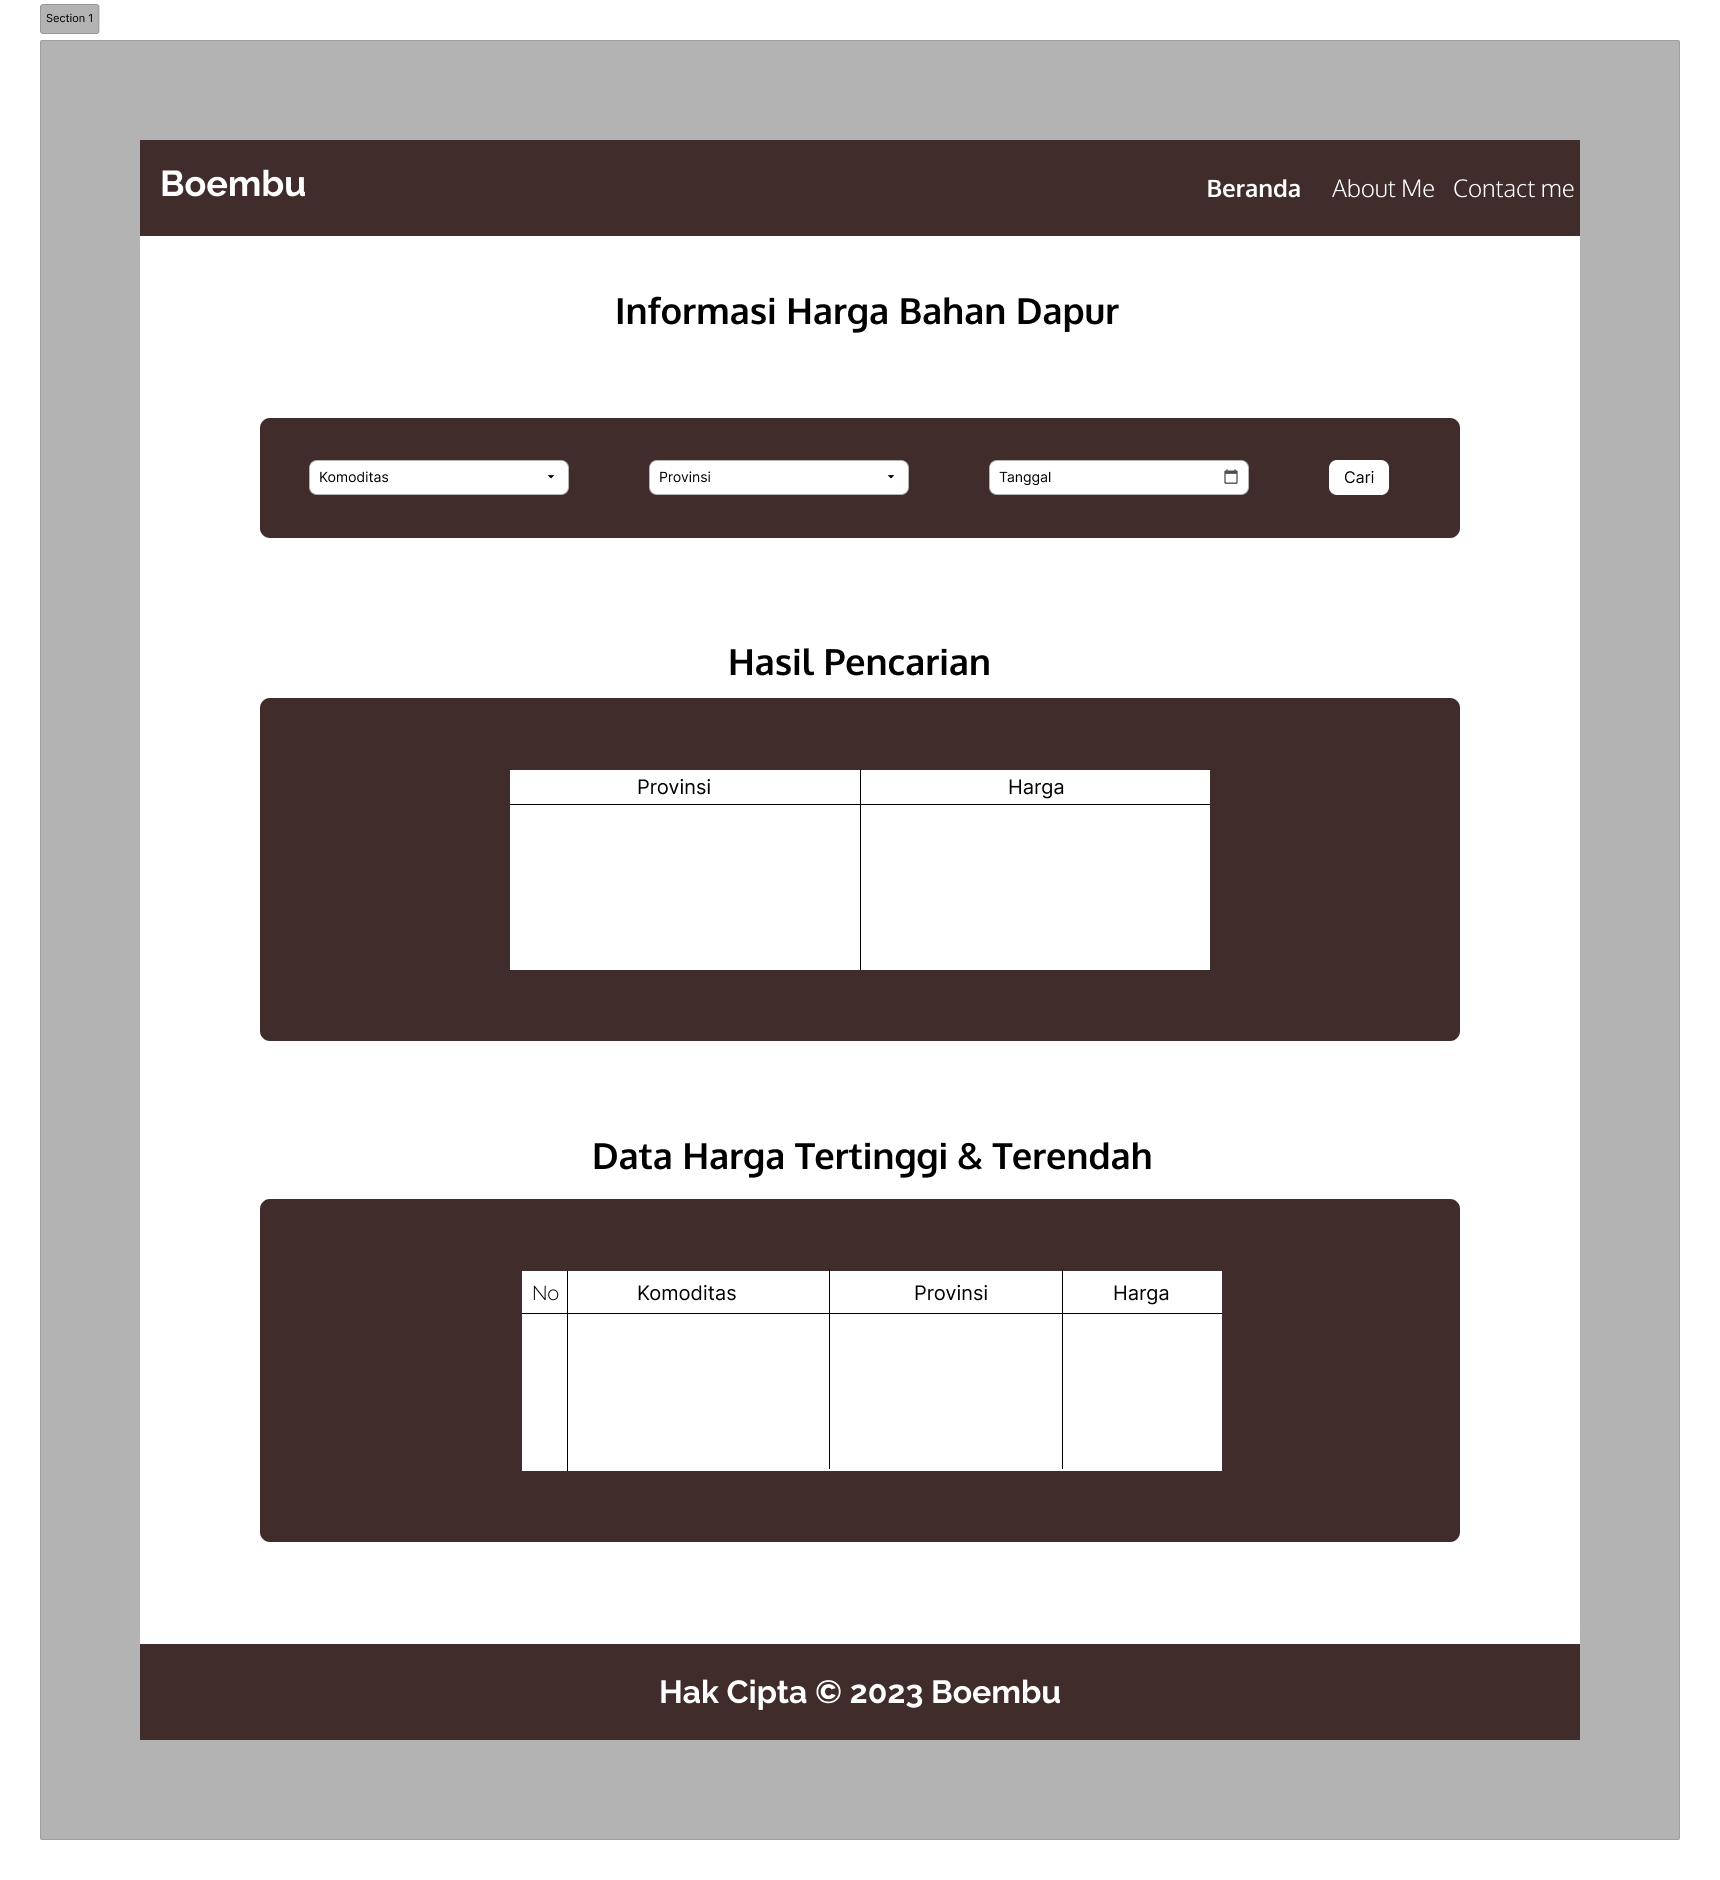 Section 1
Boembu
Beranda About Me Contact me
Informasi Harga Bahan Dapur
Komoditas Provinsi Tanggal Cari
Hasil Pencarian
Provinsi Harga
Data Harga Tertinggi & Terendah
No Komoditas Provinsi Harga
Hak Cipta © 2023 Boembu